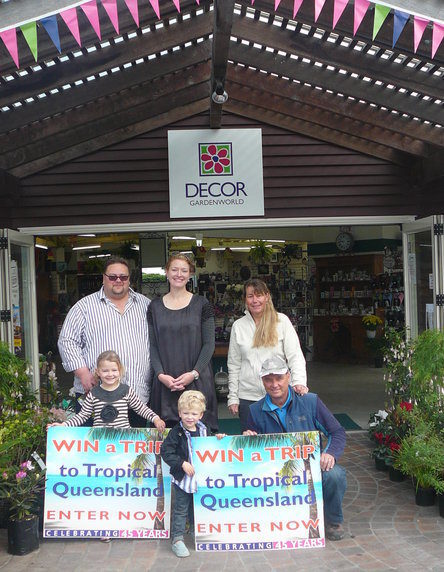 DECOR
GARDENWORLD
WIN a TRIP
to Tropical
Queensland
ENTER NOW
CELEBRATING 45 YEARS
WIN a TRIP
to Tropical
Queensland
ENTER NOW
CELEBRATING 45 YEARS